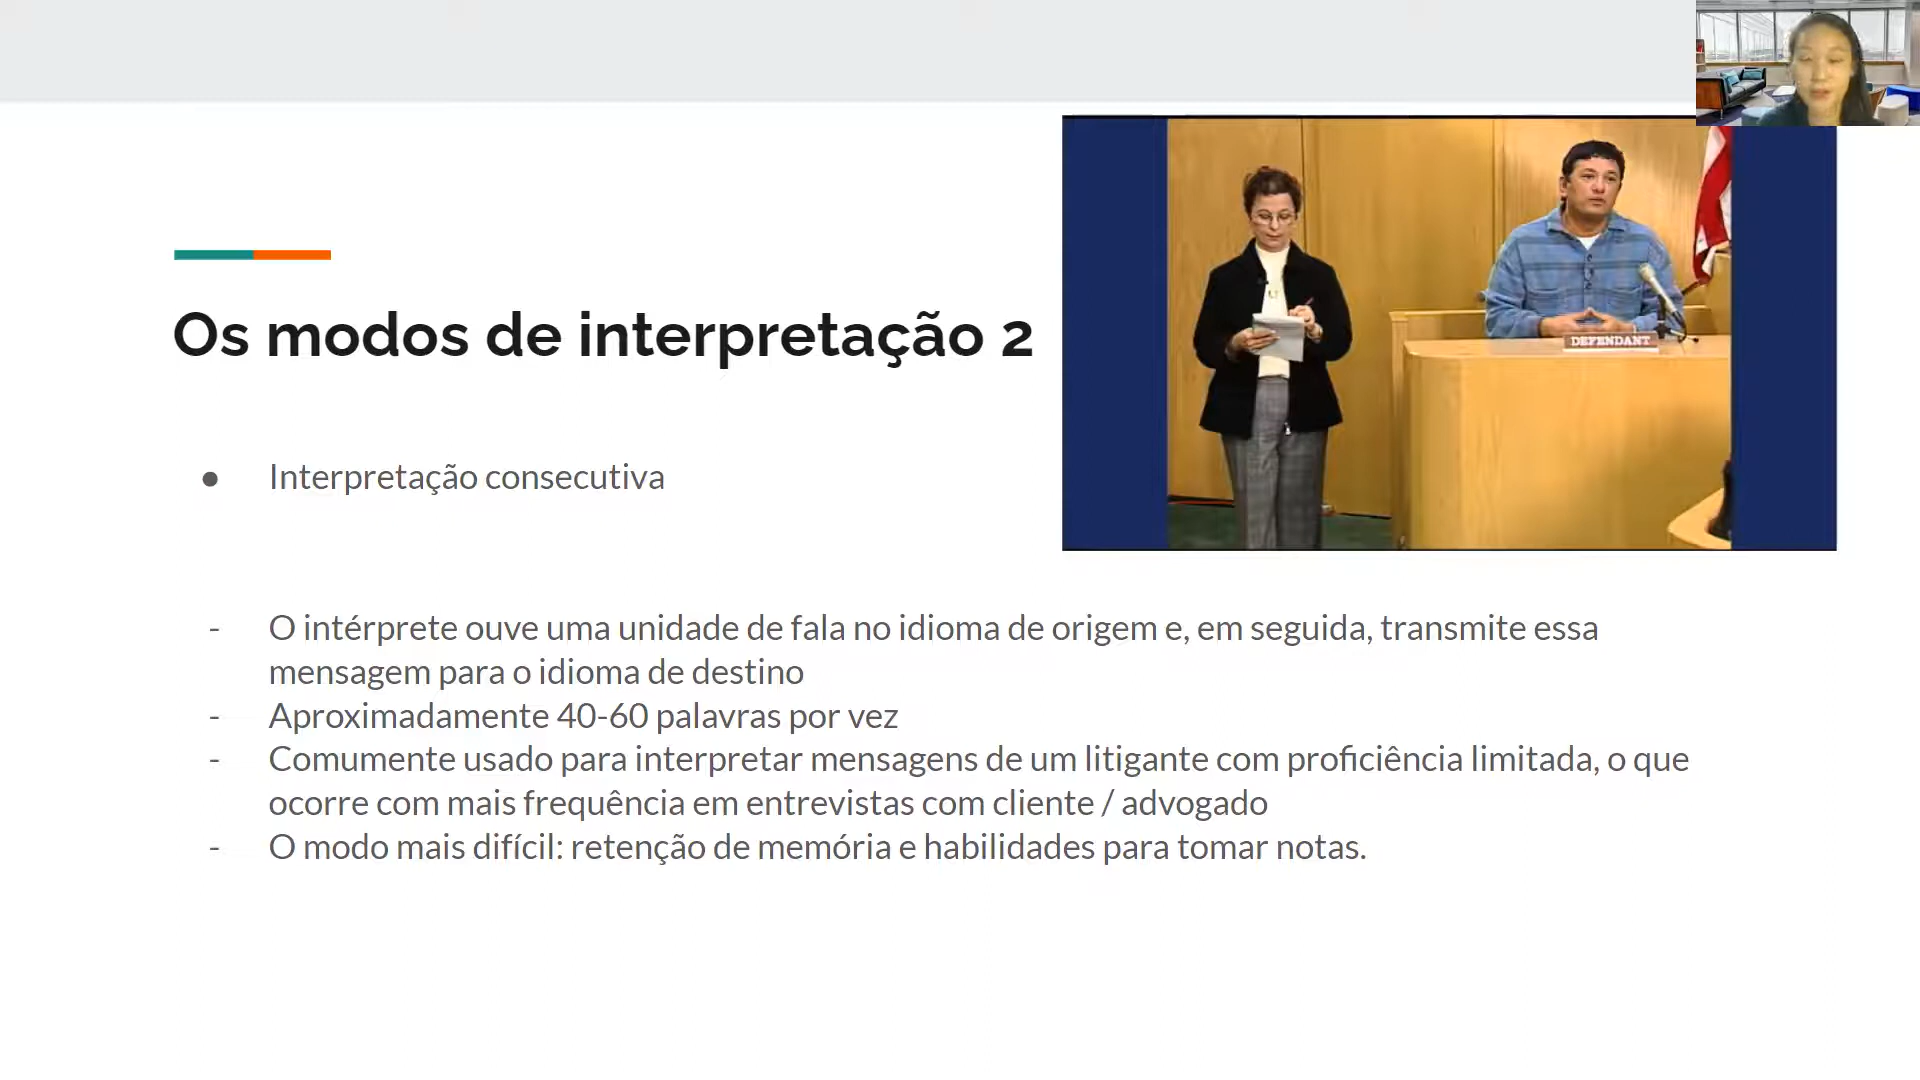 Os modos de interpretação 2
DEFENDANT
● Interpretação consecutiva
- O intérprete ouve uma unidade de fala no idioma de origem e, em seguida, transmite essa
mensagem para o idioma de destino
- Aproximadamente 40-60 palavras por vez
- Comumente usado para interpretar mensagens de um litigante com proficiência limitada, o que
ocorre com mais frequência em entrevistas com cliente / advogado
- O modo mais difícil: retenção de memória e habilidades para tomar notas.